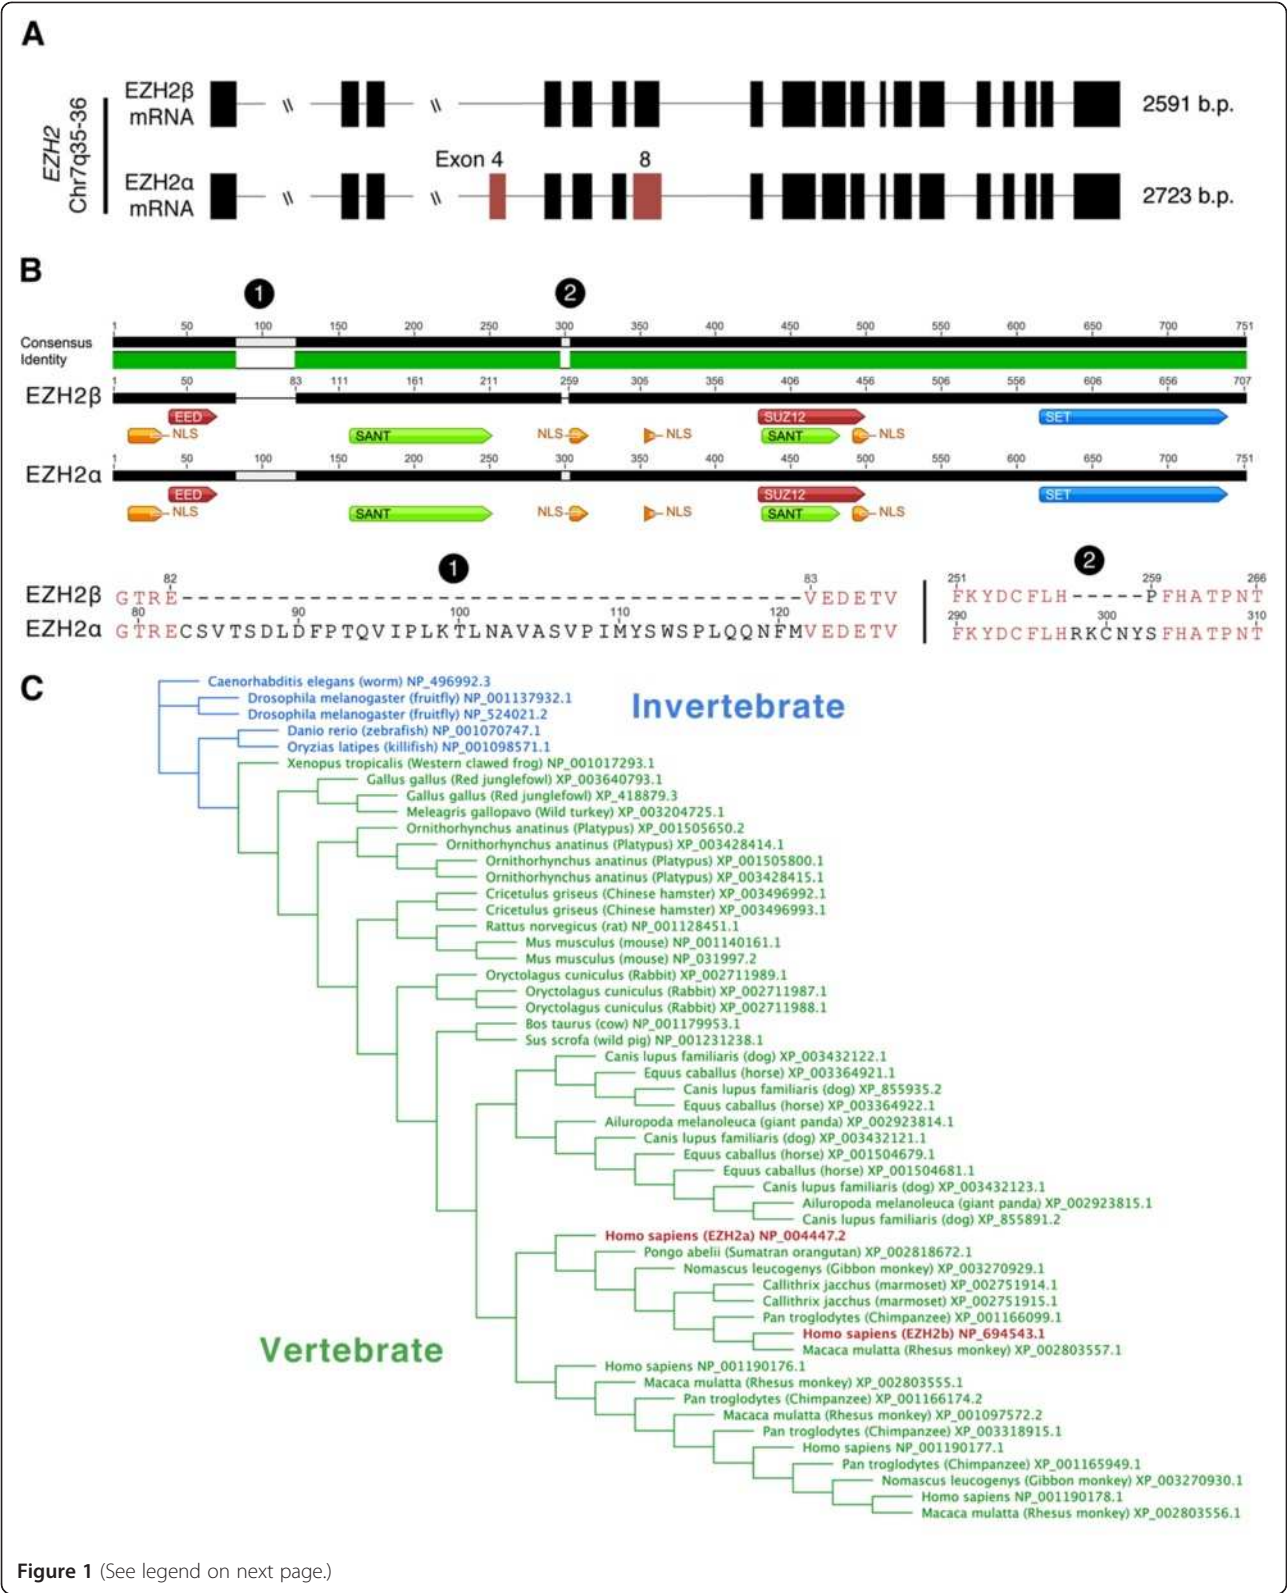 A
EZH2
Chr7q35-36
EZH2β
mRNA
2591 b.p.
Exon 4
8
EZH2α
mRNA
2723 b.p.
B
1
2
1 50 100 150 200 250 300 350 400 450 500 550 600 650 700 751
Consensus
Identity
1 50 83 111 161 211 259 305 356 406 456 506 556 606 656 707
EZH2β
EED
SUZ12
SET
NLS
SANT
NLS
NLS
SANT
NLS
1 50 100 150 200 250 300 350 400 450 500 550 600 650 700 751
EZH2α
EED
SUZ12
SET
NLS
SANT
NLS
NLS
SANT
NLS
1
2
82 83 251 259 266
EZH2β GTRE---------------------------------------VEDETV FKYDCFLH-----PFHATPNT
80 90 100 110 120 290 300 310
EZH2α GTRECSVTSDLDFPTQVIPLKTLNAVASVPIMYSWSPLQQNFMVEDETV FKYDCFLHRKCNYSFHATPNT
C
Caenorhabditis elegans (worm) NP_496992.3
Invertebrate
Drosophila melanogaster (fruitfly) NP_001137932.1
Drosophila melanogaster (fruitfly) NP_524021.2
Danio rerio (zebrafish) NP_001070747.1
Oryzias latipes (killifish) NP_001098571.1
Xenopus tropicalis (Western clawed frog) NP_001017293.1
Gallus gallus (Red junglefowl) XP_003640793.1
Gallus gallus (Red junglefowl) XP_418879.3
Meleagris gallopavo (Wild turkey) XP_003204725.1
Ornithorhynchus anatinus (Platypus) XP_001505650.2
Ornithorhynchus anatinus (Platypus) XP_003428414.1
Ornithorhynchus anatinus (Platypus) XP_001505800.1
Ornithorhynchus anatinus (Platypus) XP_003428415.1
Cricetulus griseus (Chinese hamster) XP_003496992.1
Cricetulus griseus (Chinese hamster) XP_003496993.1
Rattus norvegicus (rat) NP_001128451.1
Mus musculus (mouse) NP_001140161.1
Mus musculus (mouse) NP_031997.2
Oryctolagus cuniculus (Rabbit) XP_002711989.1
Oryctolagus cuniculus (Rabbit) XP_002711987.1
Oryctolagus cuniculus (Rabbit) XP_002711988.1
Bos taurus (cow) NP_001179953.1
Sus scrofa (wild pig) NP_001231238.1
Canis lupus familiaris (dog) XP_003432122.1
Equus caballus (horse) XP_003364921.1
Canis lupus familiaris (dog) XP_855935.2
Equus caballus (horse) XP_003364922.1
Ailuropoda melanoleuca (giant panda) XP_002923814.1
Canis lupus familiaris (dog) XP_003432121.1
Equus caballus (horse) XP_001504679.1
Equus caballus (horse) XP_001504681.1
Canis lupus familiaris (dog) XP_003432123.1
Ailuropoda melanoleuca (giant panda) XP_002923815.1
Canis lupus familiaris (dog) XP_855891.2
Homo sapiens (EZH2a) NP_004447.2
Pongo abelii (Sumatran orangutan) XP_002818672.1
Nomascus leucogenys (Gibbon monkey) XP_003270929.1
Callithrix jacchus (marmoset) XP_002751914.1
Callithrix jacchus (marmoset) XP_002751915.1
Pan troglodytes (Chimpanzee) XP_001166099.1
Homo sapiens (EZH2b) NP_694543.1
Vertebrate
Macaca mulatta (Rhesus monkey) XP_002803557.1
Homo sapiens NP_001190176.1
Macaca mulatta (Rhesus monkey) XP_002803555.1
Pan troglodytes (Chimpanzee) XP_001166174.2
Macaca mulatta (Rhesus monkey) XP_001097572.2
Pan troglodytes (Chimpanzee) XP_003318915.1
Homo sapiens NP_001190177.1
Pan troglodytes (Chimpanzee) XP_001165949.1
Nomascus leucogenys (Gibbon monkey) XP_003270930.1
Homo sapiens NP_001190178.1
Macaca mulatta (Rhesus monkey) XP_002803556.1
Figure 1 (See legend on next page.)